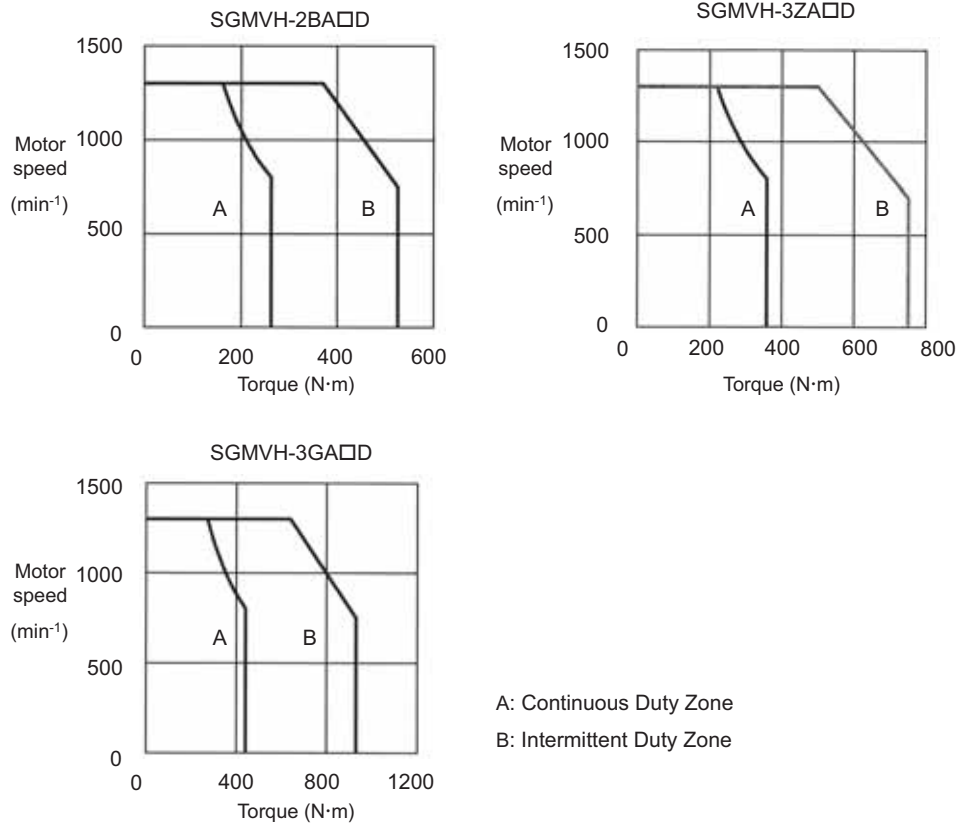 SGMVH-2BA□D
1500
1000
Motor
speed
(min-1)
500
0
A
B
0 200 400 600
Torque (N·m)
SGMVH-3ZA□D
1500
1000
Motor
speed
(min-1)
500
0
A
B
0 200 400 600 800
Torque (N·m)
SGMVH-3GA□D
1500
1000
Motor
speed
(min-1)
500
0
A
B
0 400 800 1200
Torque (N·m)
A: Continuous Duty Zone
B: Intermittent Duty Zone